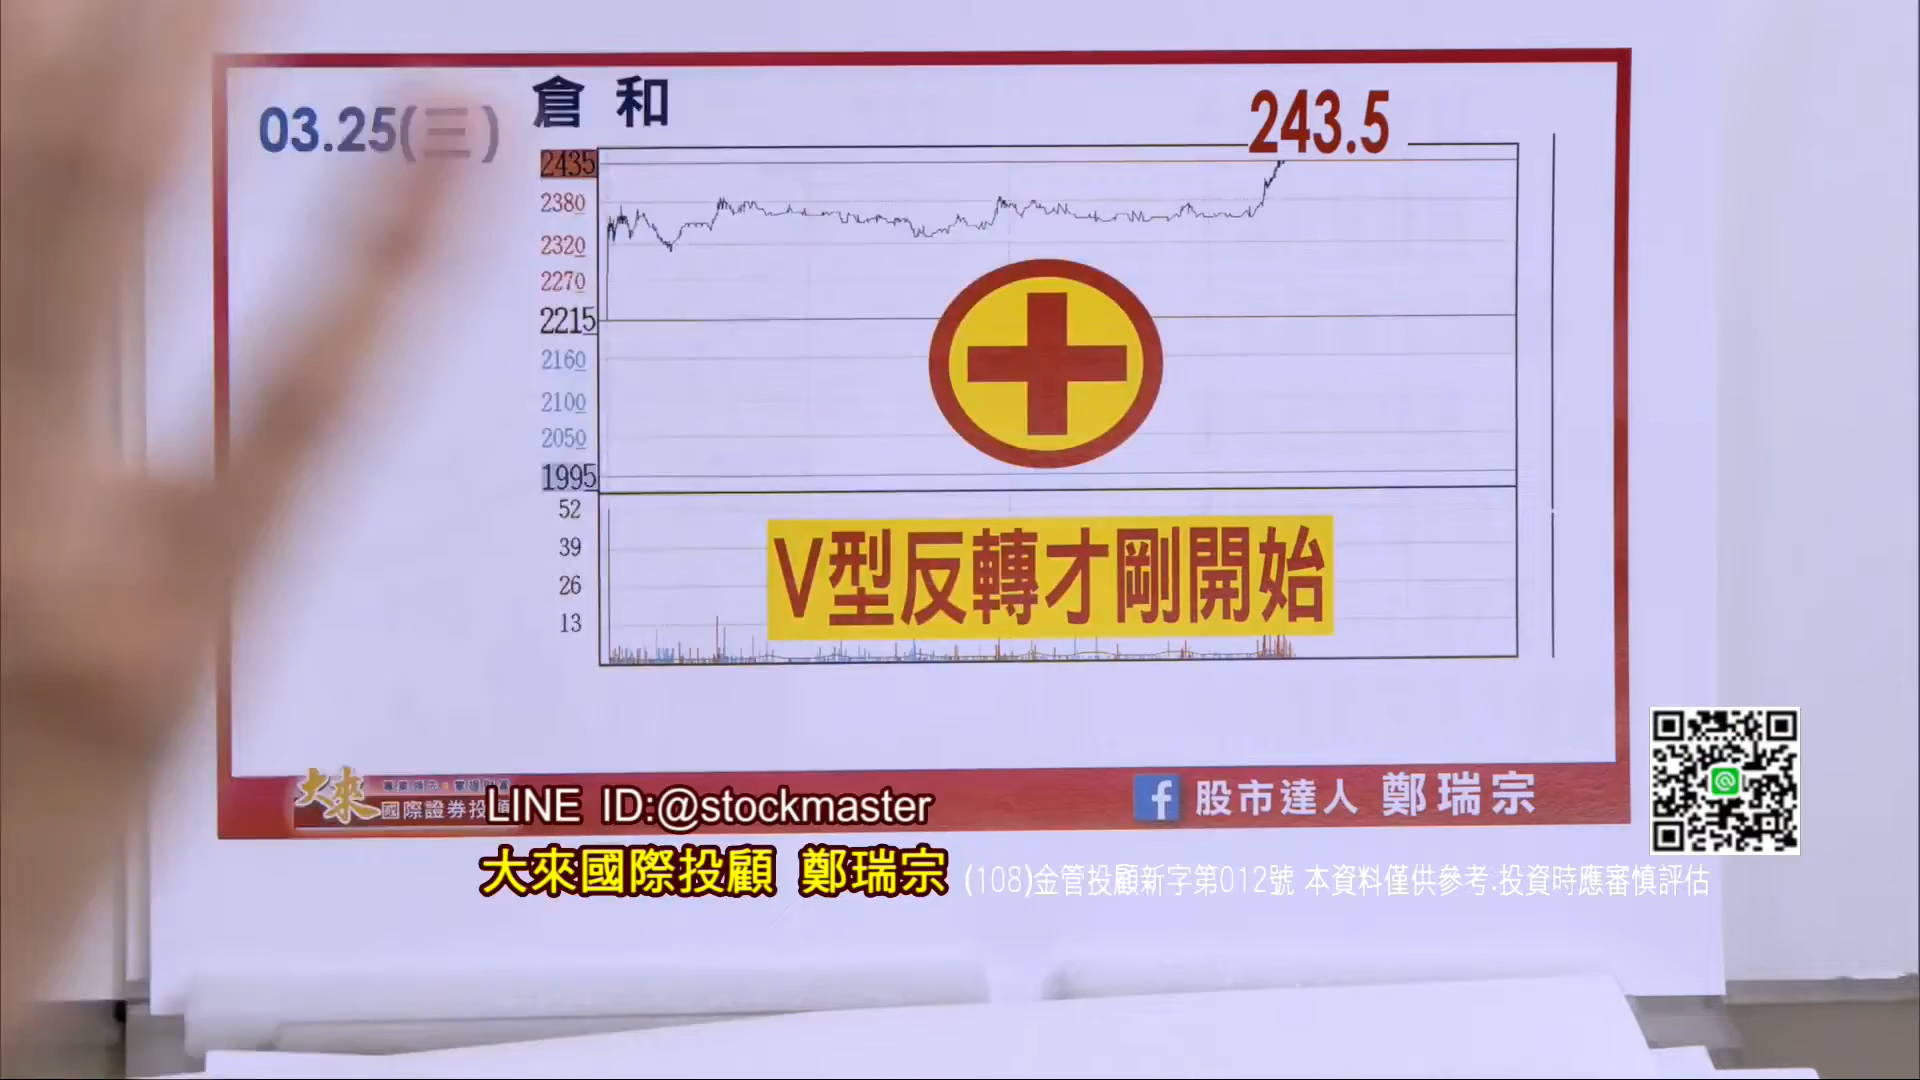 03.25(三)
倉和
243.5
2435
2380
2320
2270
2215
2160
2100
2050
1995
52
39
26
13
V型反轉才剛開始
大來
國際證券投顧
股市達人 鄭瑞宗
LINE ID:@stockmaster
大來國際投顧 鄭瑞宗
(108)金管投顧新字第012號 本資料僅供參考.投資時應審慎評估